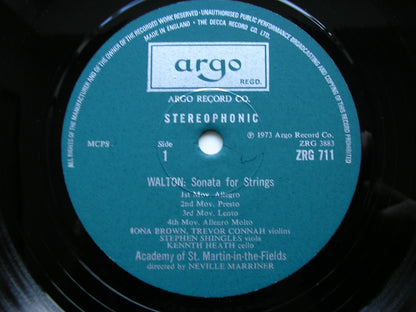 ALL RIGHTS OF THE MANUFACTURER AND OF THE OWNER OF THE RECORDED WORK RESERVED · UNAUTHORISED PUBLIC PERFORMANCE BROADCASTING AND COPYING OF THIS RECORD PROHIBITED
MADE IN ENGLAND · THE DECCA RECORD CO. LTD.
argo
REGD.
ARGO RECORD CO.
STEREOPHONIC
℗ 1973 Argo Record Co.
MCPS
Side
1
ZRG 3883
ZRG 711
WALTON: Sonata for Strings
1st Mov. Allegro
2nd Mov. Presto
3rd Mov. Lento
4th Mov. Allegro Molto
IONA BROWN, TREVOR CONNAH violins
STEPHEN SHINGLES viola
KENNTH HEATH cello
Academy of St. Martin-in-the-Fields
directed by NEVILLE MARRINER